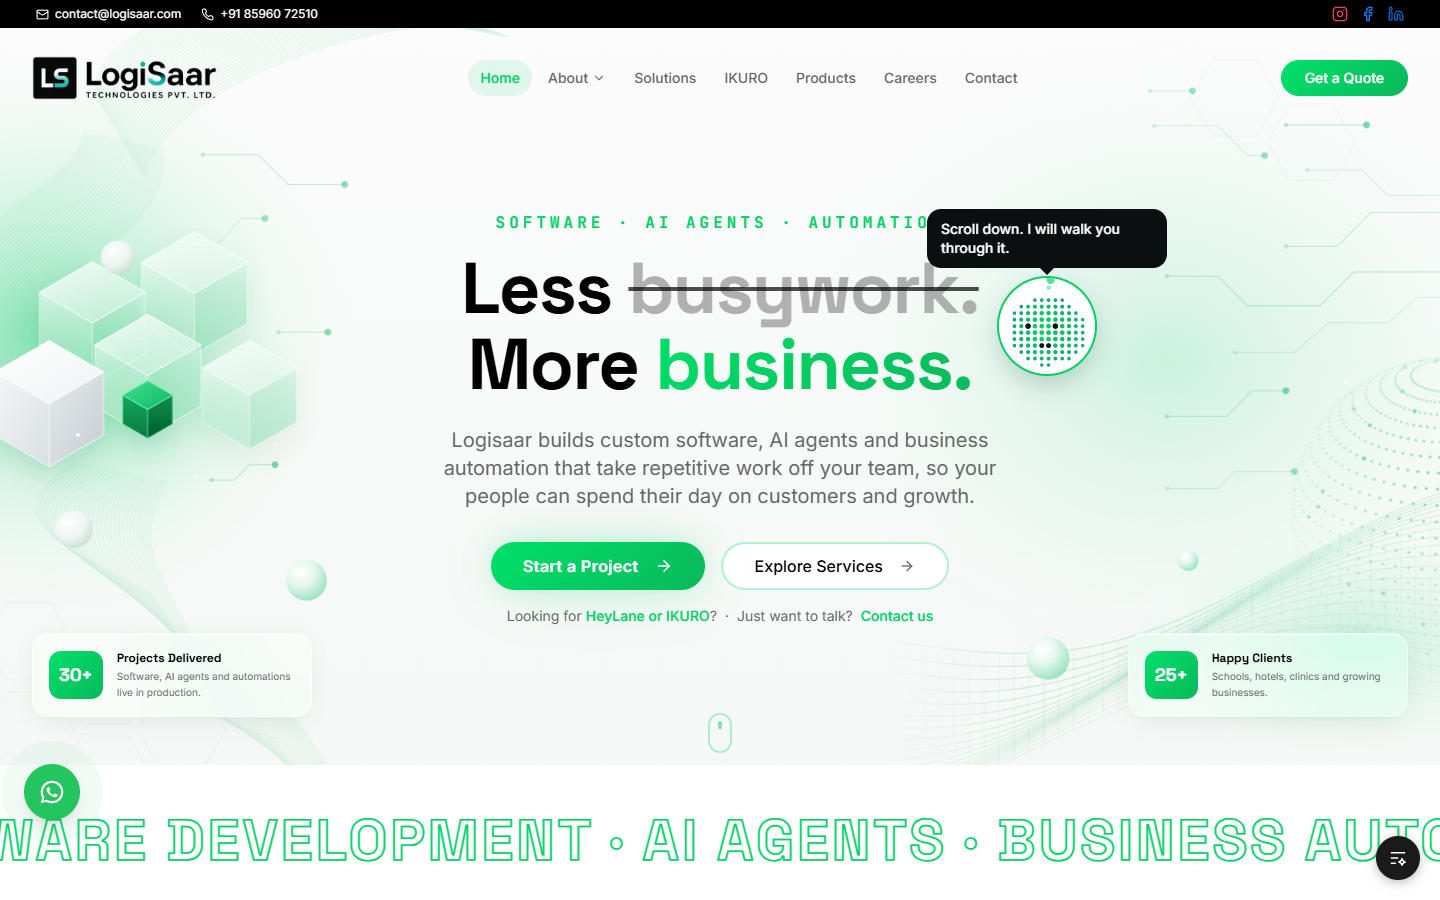 contact@logisaar.com +91 85960 72510
LS LogiSaar
TECHNOLOGIES PVT. LTD.
Home About Solutions IKURO Products Careers Contact
Get a Quote
SOFTWARE · AI AGENTS · AUTOMATIO
Scroll down. I will walk you
through it.
Less busywork.
More business.
Logisaar builds custom software, AI agents and business
automation that take repetitive work off your team, so your
people can spend their day on customers and growth.
Start a Project
Explore Services
Looking for HeyLane or IKURO? · Just want to talk? Contact us
30+
Projects Delivered
Software, AI agents and automations
live in production.
25+
Happy Clients
Schools, hotels, clinics and growing
businesses.
WARE DEVELOPMENT · AI AGENTS · BUSINESS AUTO